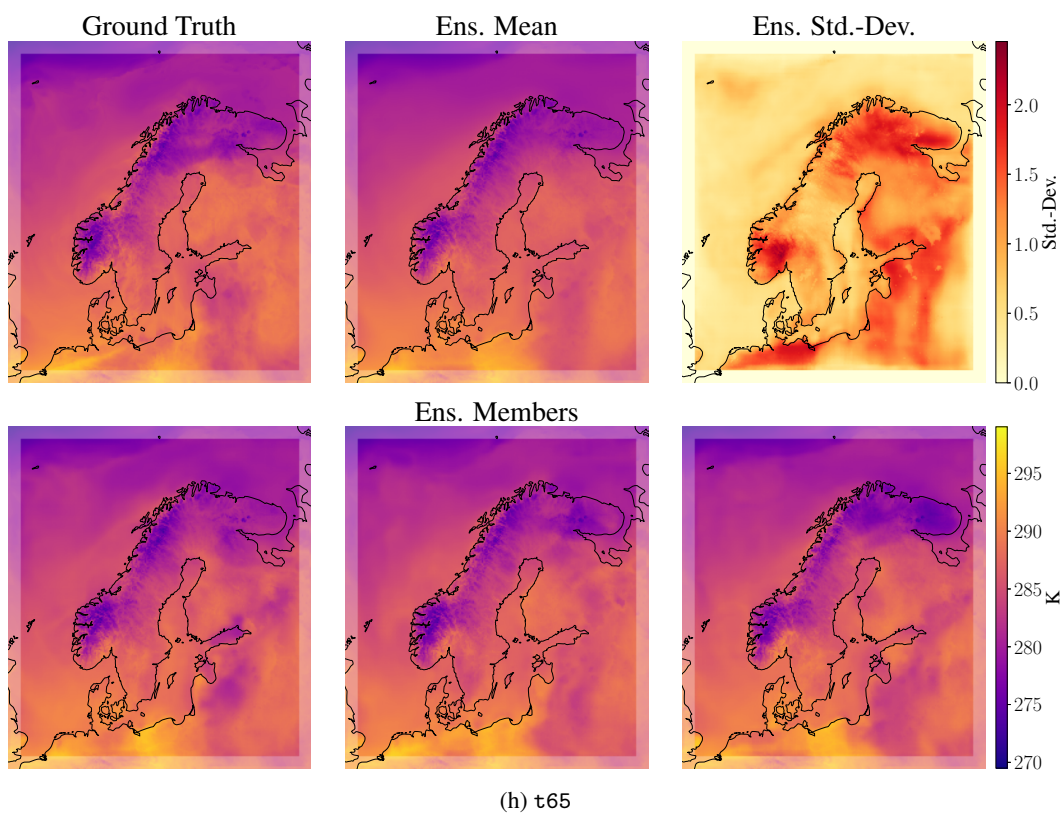 Ground Truth
Ens. Mean
Ens. Std.-Dev.
2.0
1.5
1.0
0.5
0.0
Std.-Dev.
Ens. Members
295
290
285
280
275
270
K
(h) t65